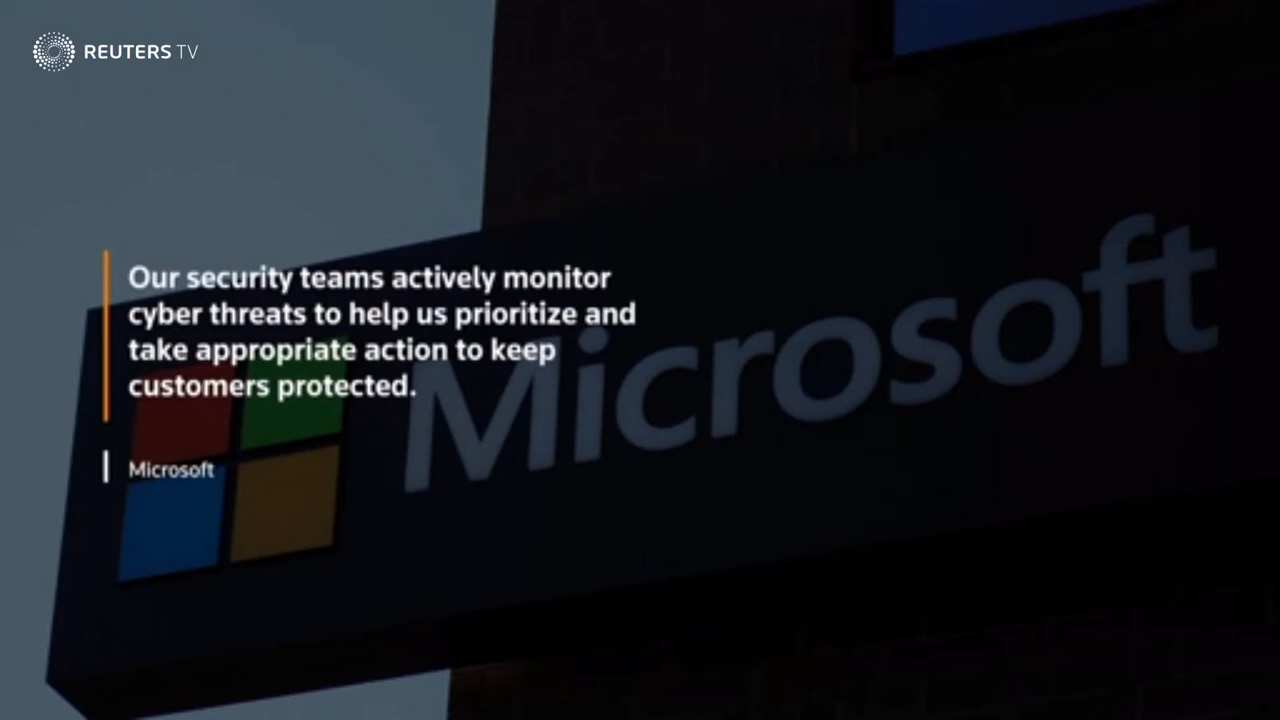 REUTERS TV
Our security teams actively monitor
cyber threats to help us prioritize and
take appropriate action to keep
customers protected.
Microsoft
Microsoft